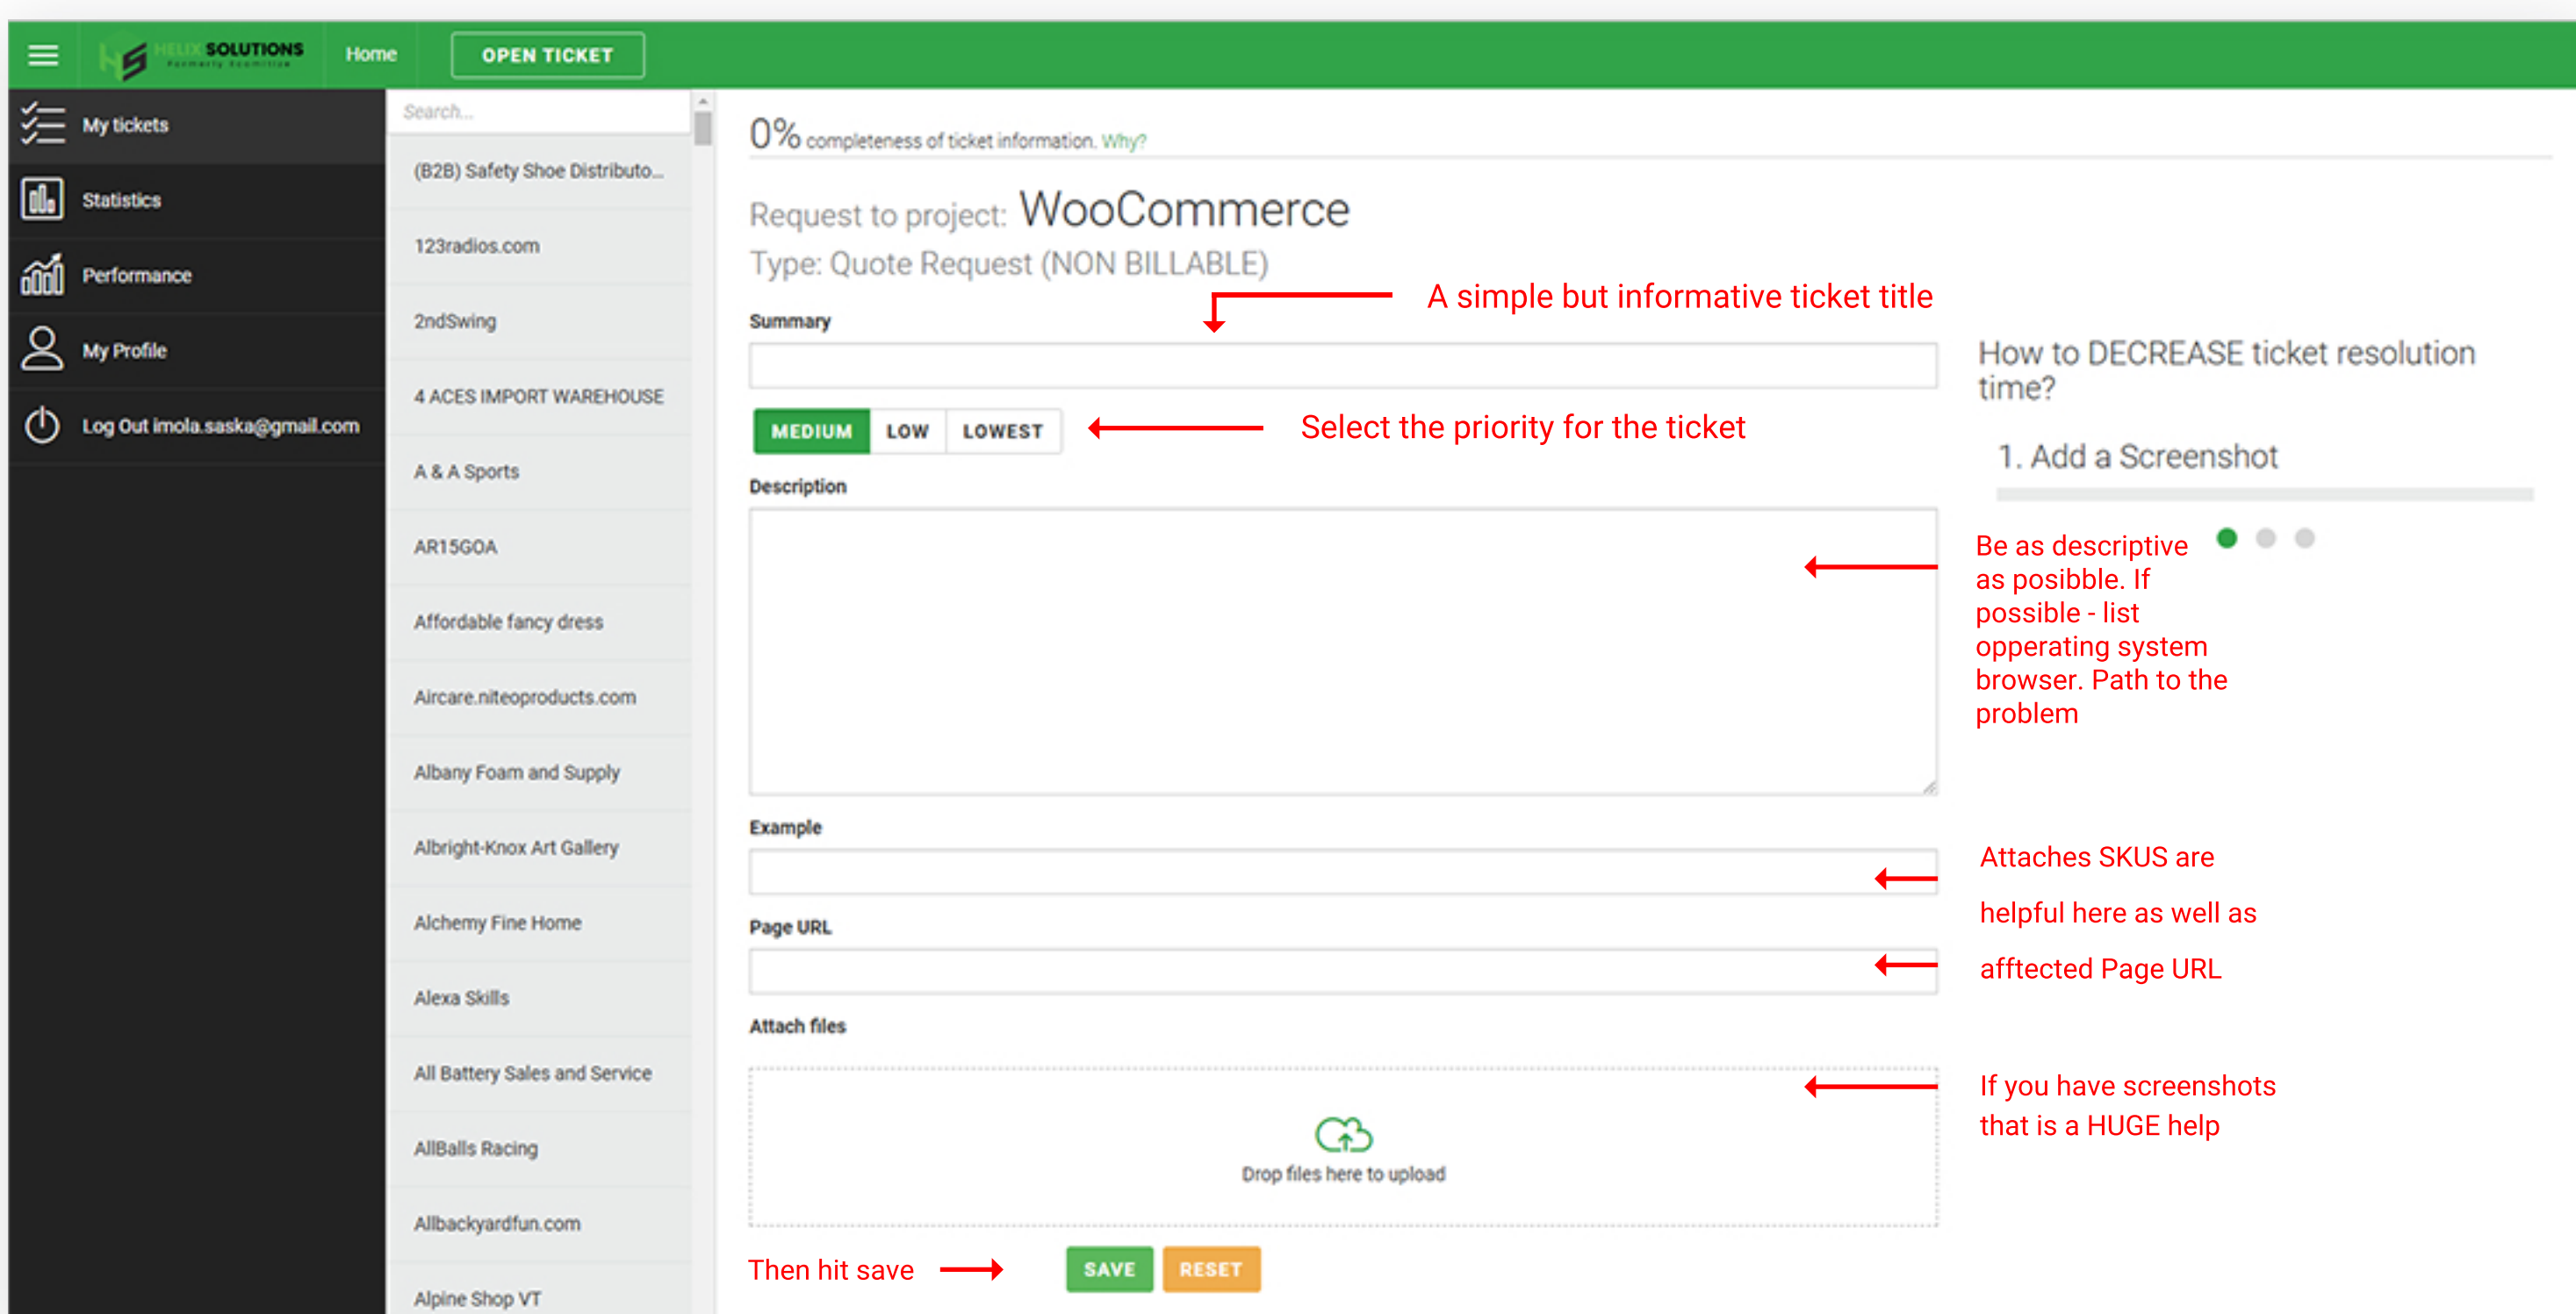 HELIX SOLUTIONS
Formerly Ecomitize
Home
OPEN TICKET
My tickets
Statistics
Performance
My Profile
Log Out imola.saska@gmail.com
Search...
(B2B) Safety Shoe Distributo...
123radios.com
2ndSwing
4 ACES IMPORT WAREHOUSE
A & A Sports
AR15GOA
Affordable fancy dress
Aircare.niteoproducts.com
Albany Foam and Supply
Albright-Knox Art Gallery
Alchemy Fine Home
Alexa Skills
All Battery Sales and Service
AllBalls Racing
Allbackyardfun.com
Alpine Shop VT
0% completeness of ticket information. Why?
Request to project: WooCommerce
Type: Quote Request (NON BILLABLE)
A simple but informative ticket title
Summary
MEDIUM LOW LOWEST
Select the priority for the ticket
Description
Example
Page URL
Attach files
Drop files here to upload
Then hit save
SAVE
RESET
How to DECREASE ticket resolution
time?
1. Add a Screenshot
Be as descriptive
as posibble. If
possible - list
opperating system
browser. Path to the
problem
Attaches SKUS are
helpful here as well as
afftected Page URL
If you have screenshots
that is a HUGE help